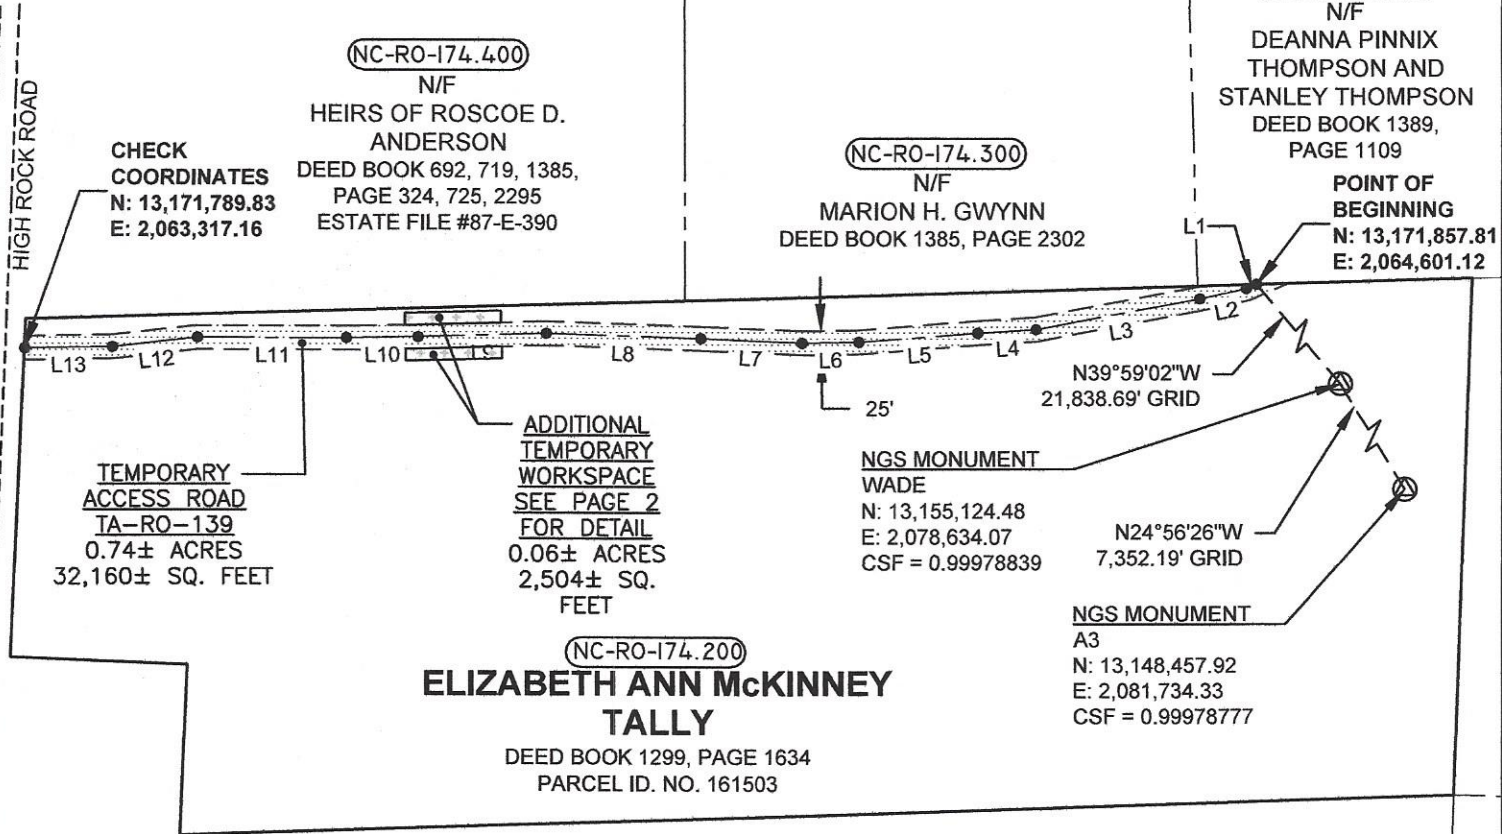 HIGH ROCK ROAD
CHECK
COORDINATES
N: 13,171,789.83
E: 2,063,317.16
NC-RO-174.400
N/F
HEIRS OF ROSCOE D.
ANDERSON
DEED BOOK 692, 719, 1385,
PAGE 324, 725, 2295
ESTATE FILE #87-E-390
NC-RO-174.300
N/F
MARION H. GWYNN
DEED BOOK 1385, PAGE 2302
N/F
DEANNA PINNIX
THOMPSON AND
STANLEY THOMPSON
DEED BOOK 1389,
PAGE 1109
POINT OF
BEGINNING
N: 13,171,857.81
E: 2,064,601.12
L1
L13
L12
L11
L10
L9
L8
L7
L6
L5
L4
L3
L2
25'
N39°59'02"W
21,838.69' GRID
TEMPORARY
ACCESS ROAD
TA-RO-139
0.74± ACRES
32,160± SQ. FEET
ADDITIONAL
TEMPORARY
WORKSPACE
SEE PAGE 2
FOR DETAIL
0.06± ACRES
2,504± SQ.
FEET
NGS MONUMENT
WADE
N: 13,155,124.48
E: 2,078,634.07
CSF = 0.99978839
N24°56'26"W
7,352.19' GRID
NGS MONUMENT
A3
N: 13,148,457.92
E: 2,081,734.33
CSF = 0.99978777
NC-RO-174.200
ELIZABETH ANN McKINNEY
TALLY
DEED BOOK 1299, PAGE 1634
PARCEL ID. NO. 161503